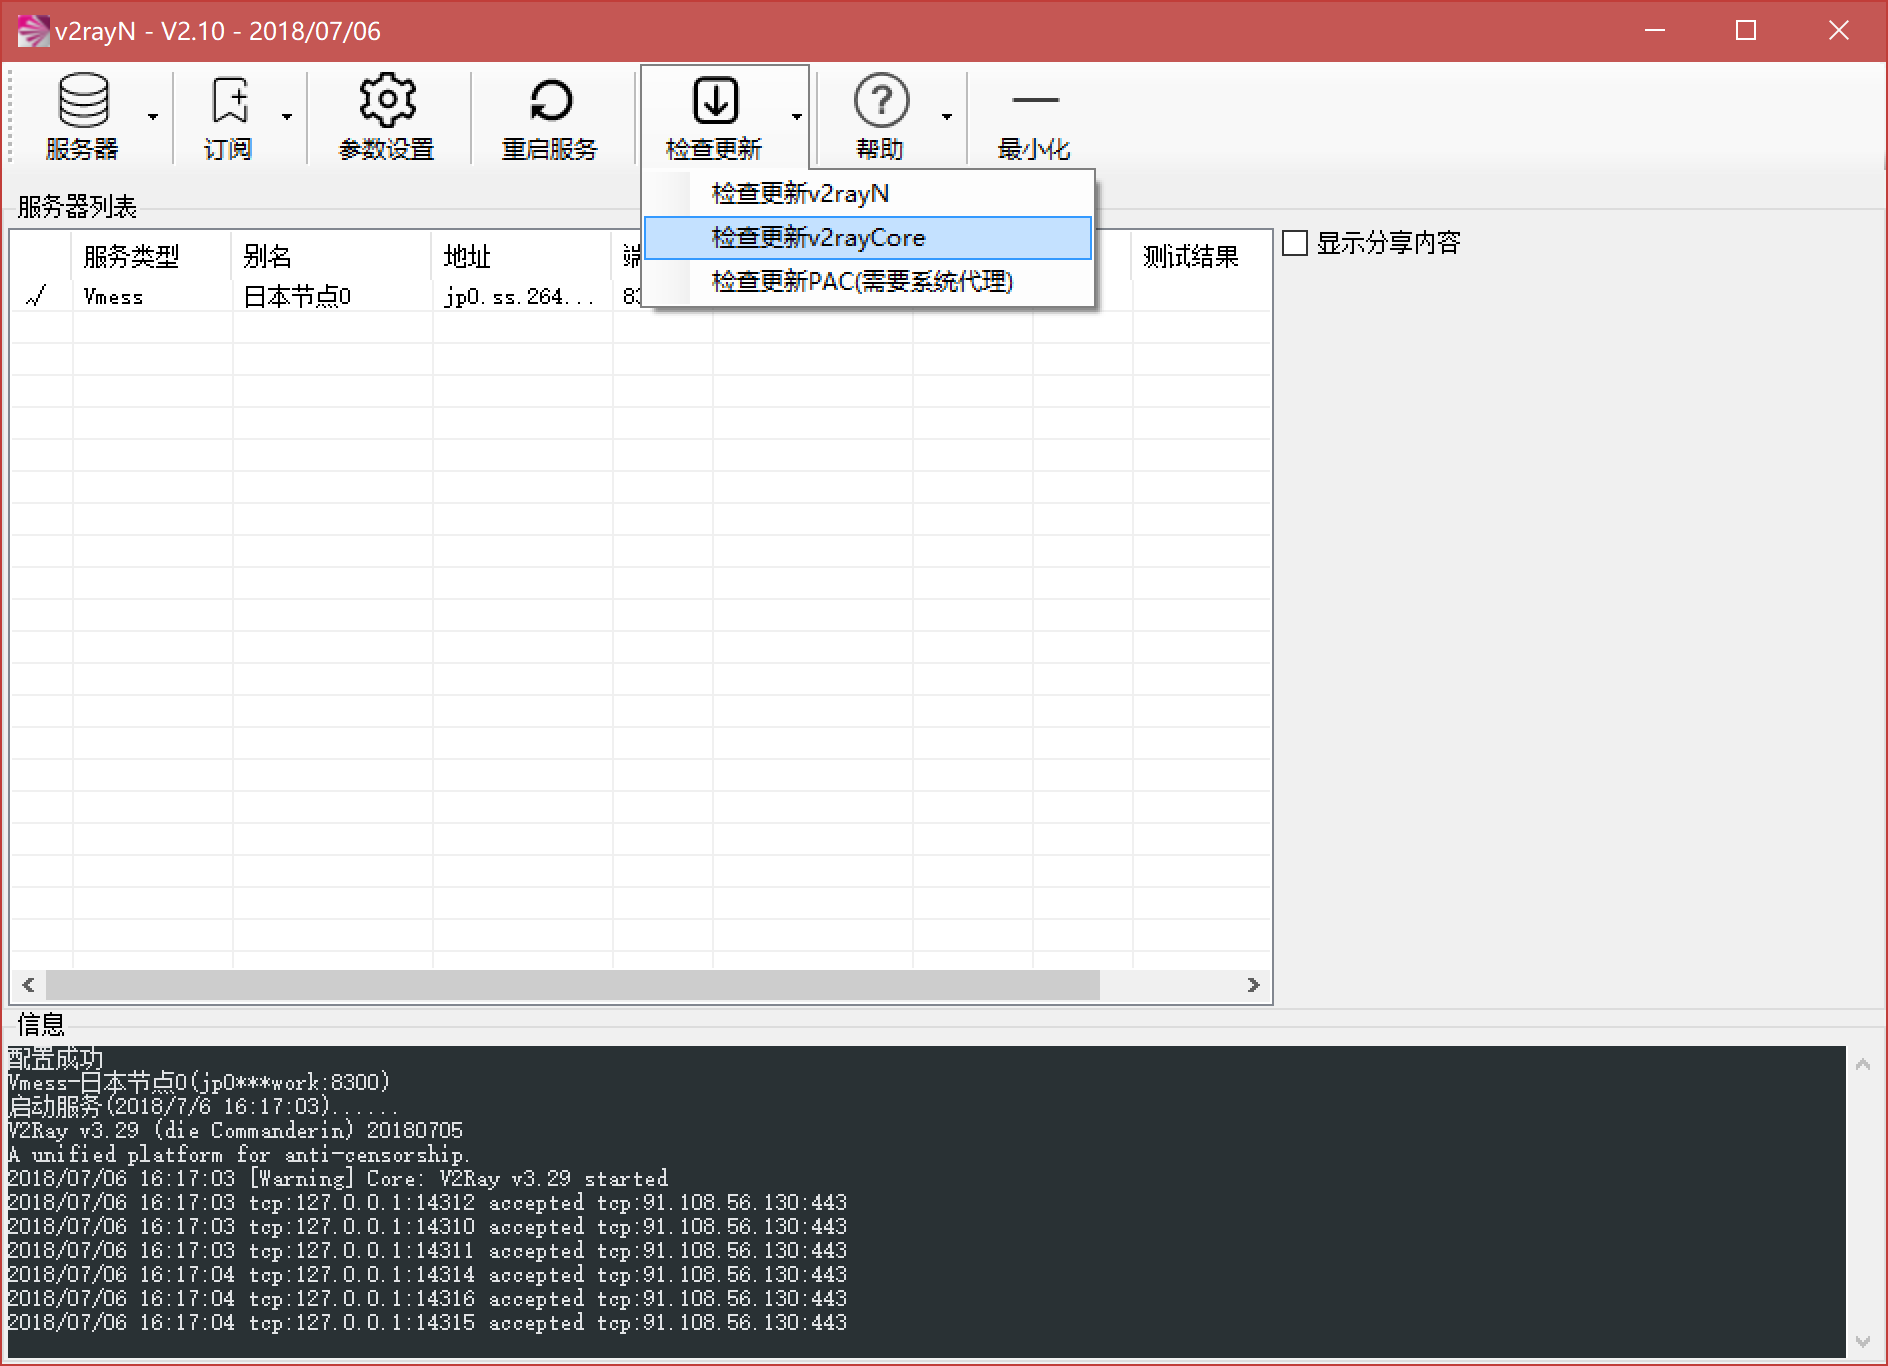 v2rayN - V2.10 - 2018/07/06
服务器
订阅
参数设置
重启服务
检查更新
帮助
最小化
检查更新v2rayN
检查更新v2rayCore
检查更新PAC(需要系统代理)
服务器列表
服务类型 别名 地址 测试结果
Vmess 日本节点0 jp0.ss.264...
显示分享内容
信息
配置成功
Vmess-日本节点0(jp0***work:8300)
启动服务(2018/7/6 16:17:03)......
V2Ray v3.29 (die Commanderin) 20180705
A unified platform for anti-censorship.
2018/07/06 16:17:03 [Warning] Core: V2Ray v3.29 started
2018/07/06 16:17:03 tcp:127.0.0.1:14312 accepted tcp:91.108.56.130:443
2018/07/06 16:17:03 tcp:127.0.0.1:14310 accepted tcp:91.108.56.130:443
2018/07/06 16:17:03 tcp:127.0.0.1:14311 accepted tcp:91.108.56.130:443
2018/07/06 16:17:04 tcp:127.0.0.1:14314 accepted tcp:91.108.56.130:443
2018/07/06 16:17:04 tcp:127.0.0.1:14316 accepted tcp:91.108.56.130:443
2018/07/06 16:17:04 tcp:127.0.0.1:14315 accepted tcp:91.108.56.130:443